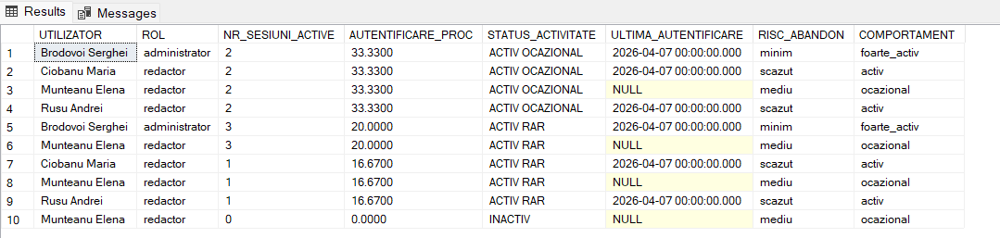 Results Messages
UTILIZATOR ROL NR_SESIUNI_ACTIVE AUTENTIFICARE_PROC STATUS_ACTIVITATE ULTIMA_AUTENTIFICARE RISC_ABANDON COMPORTAMENT
1 Brodovoi Serghei administrator 2 33.3300 ACTIV OCAZIONAL 2026-04-07 00:00:00.000 minim foarte_activ
2 Ciobanu Maria redactor 2 33.3300 ACTIV OCAZIONAL 2026-04-07 00:00:00.000 scazut activ
3 Munteanu Elena redactor 2 33.3300 ACTIV OCAZIONAL NULL mediu ocazional
4 Rusu Andrei redactor 2 33.3300 ACTIV OCAZIONAL 2026-04-07 00:00:00.000 scazut activ
5 Brodovoi Serghei administrator 3 20.0000 ACTIV RAR 2026-04-07 00:00:00.000 minim foarte_activ
6 Munteanu Elena redactor 3 20.0000 ACTIV RAR NULL mediu ocazional
7 Ciobanu Maria redactor 1 16.6700 ACTIV RAR 2026-04-07 00:00:00.000 scazut activ
8 Munteanu Elena redactor 1 16.6700 ACTIV RAR NULL mediu ocazional
9 Rusu Andrei redactor 1 16.6700 ACTIV RAR 2026-04-07 00:00:00.000 scazut activ
10 Munteanu Elena redactor 0 0.0000 INACTIV NULL mediu ocazional